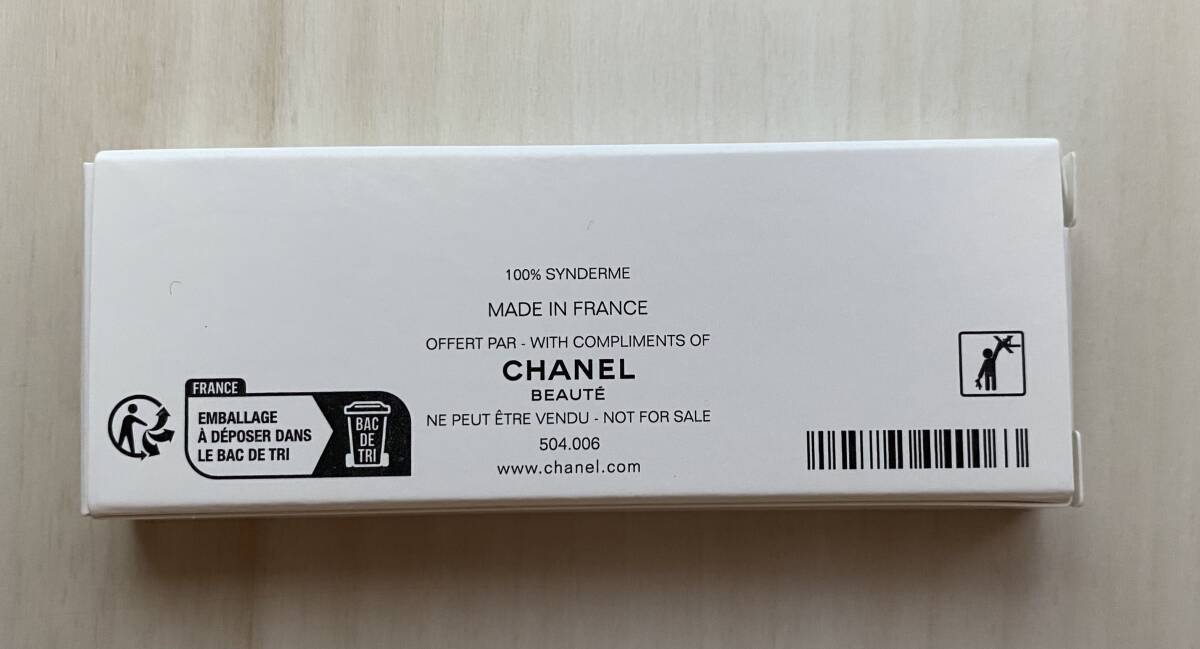 100% SYNDERME
MADE IN FRANCE
OFFERT PAR - WITH COMPLIMENTS OF
CHANEL
BEAUTÉ
NE PEUT ÊTRE VENDU - NOT FOR SALE
504.006
www.chanel.com
FRANCE
EMBALLAGE
À DÉPOSER DANS
LE BAC DE TRI
BAC
DE
TRI